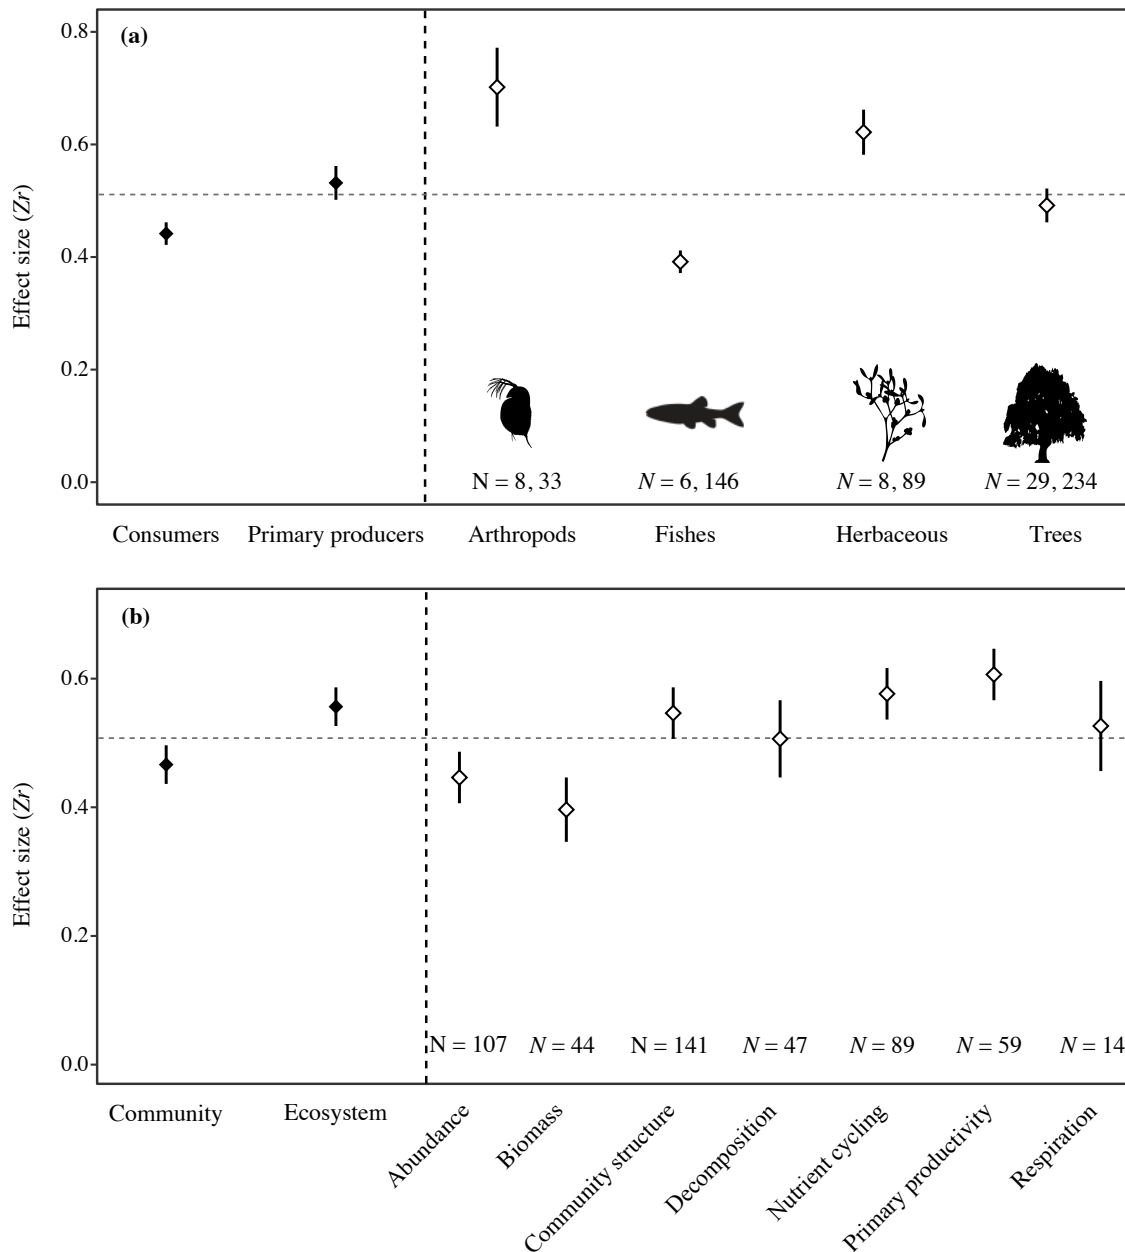 (a)
0.8
0.6
0.4
0.2
0.0
Effect size (Zr)
N = 8, 33 N = 6, 146 N = 8, 89 N = 29, 234
Consumers Primary producers Arthropods Fishes Herbaceous Trees
(b)
0.6
0.4
0.2
0.0
Effect size (Zr)
N = 107 N = 44 N = 141 N = 47 N = 89 N = 59 N = 14
Community Ecosystem Abundance Biomass Community structure Decomposition Nutrient cycling Primary productivity Respiration